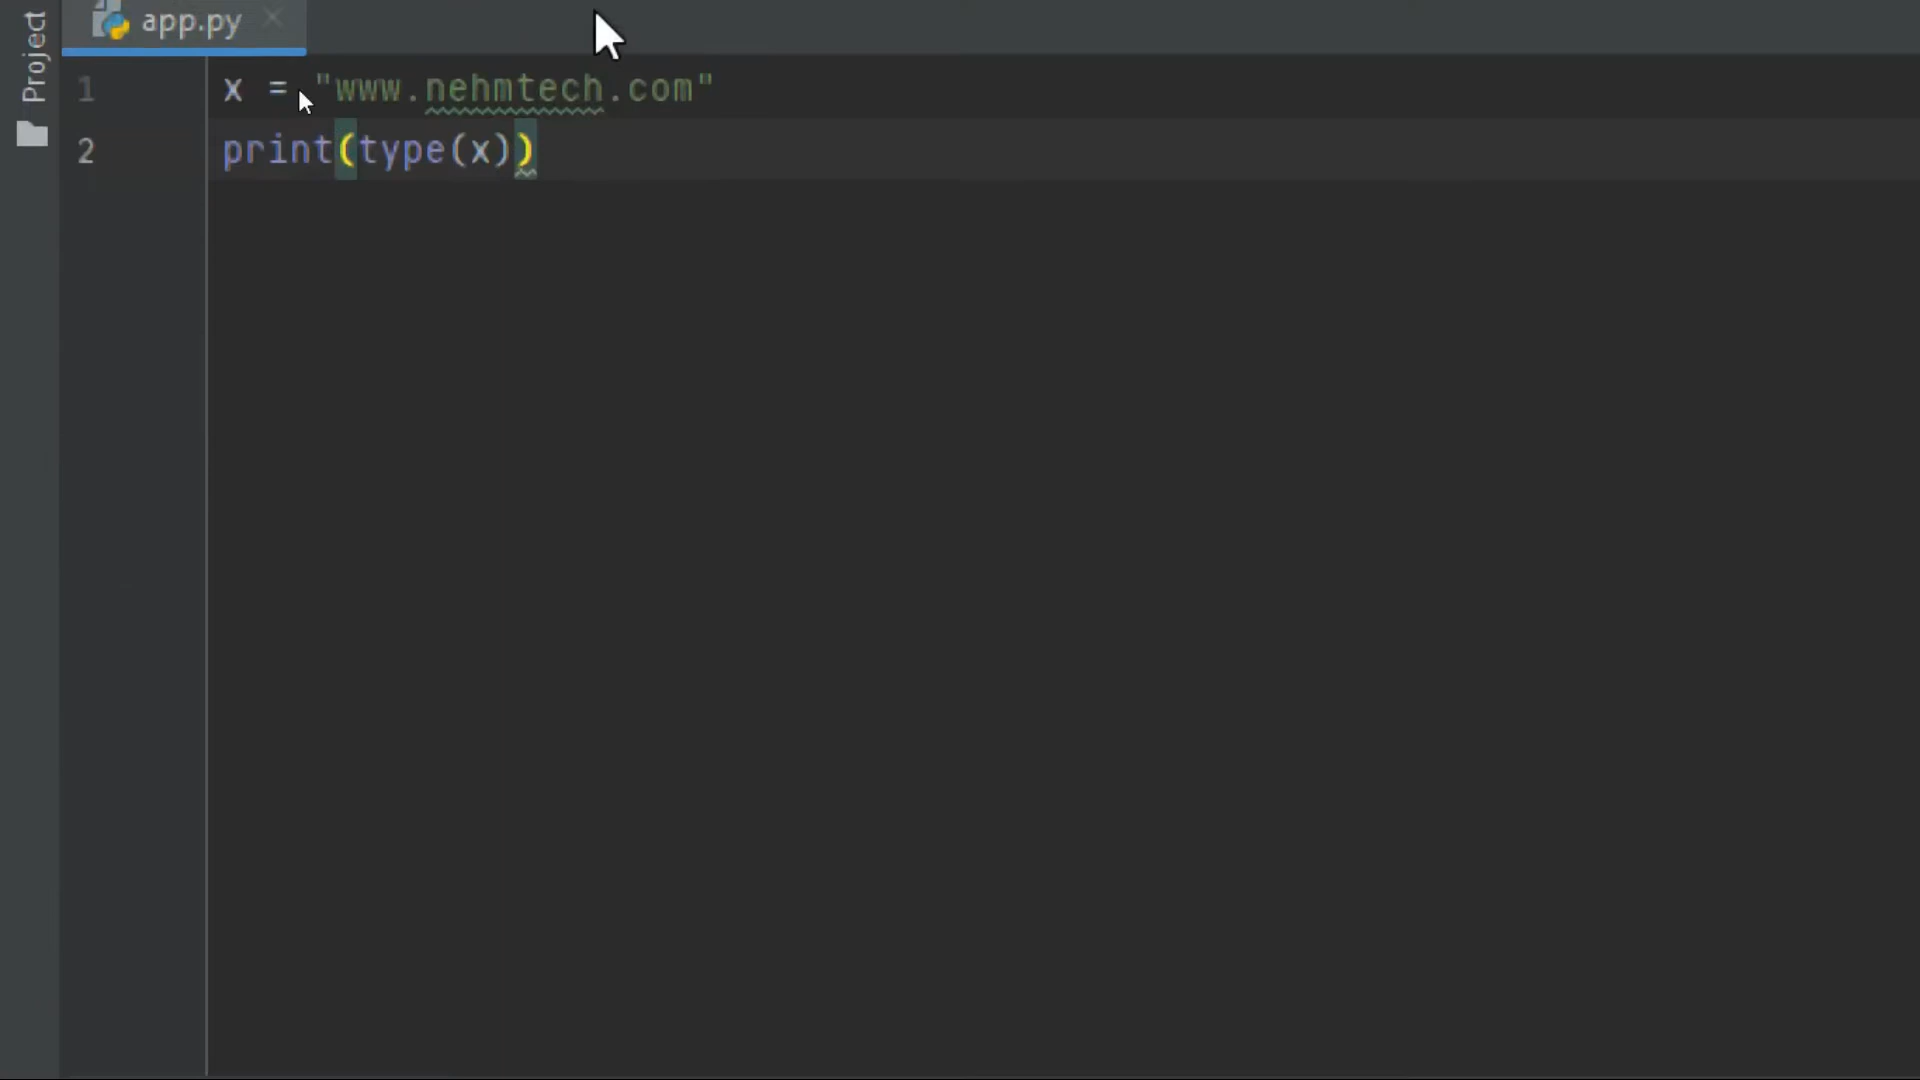 Project
app.py
1 x = "www.nehmtech.com"
2 print(type(x))